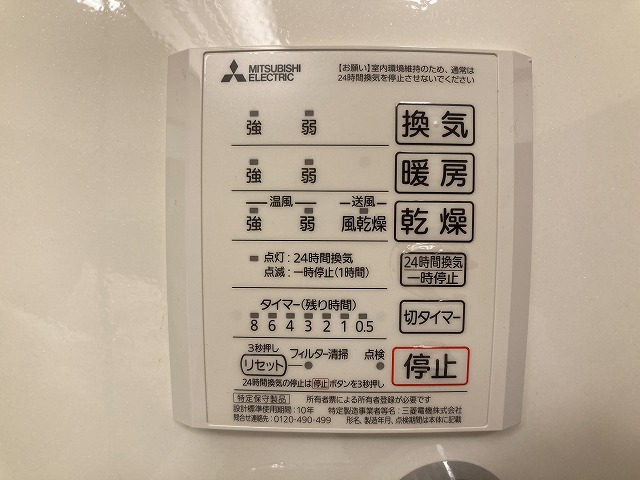 MITSUBISHI ELECTRIC
【お願い】室内環境維持のため、通常は
24時間換気を停止させないでください
強 弱 換気
強 弱 暖房
温風 送風
強 弱 風乾燥 乾燥
点灯：24時間換気
点滅：一時停止(1時間)
24時間換気
一時停止
タイマー(残り時間)
8 6 4 3 2 1 0.5
切タイマー
3秒押し
リセット フィルター清掃 点検
停止
24時間換気の停止は停止ボタンを3秒押し
特定保守製品 所有者票による所有者登録が必要です
設計標準使用期間：10年 特定製造事業者等名：三菱電機株式会社
問合せ連絡先：0120-490-499 形名、製造年月、点検期間は本体に記載